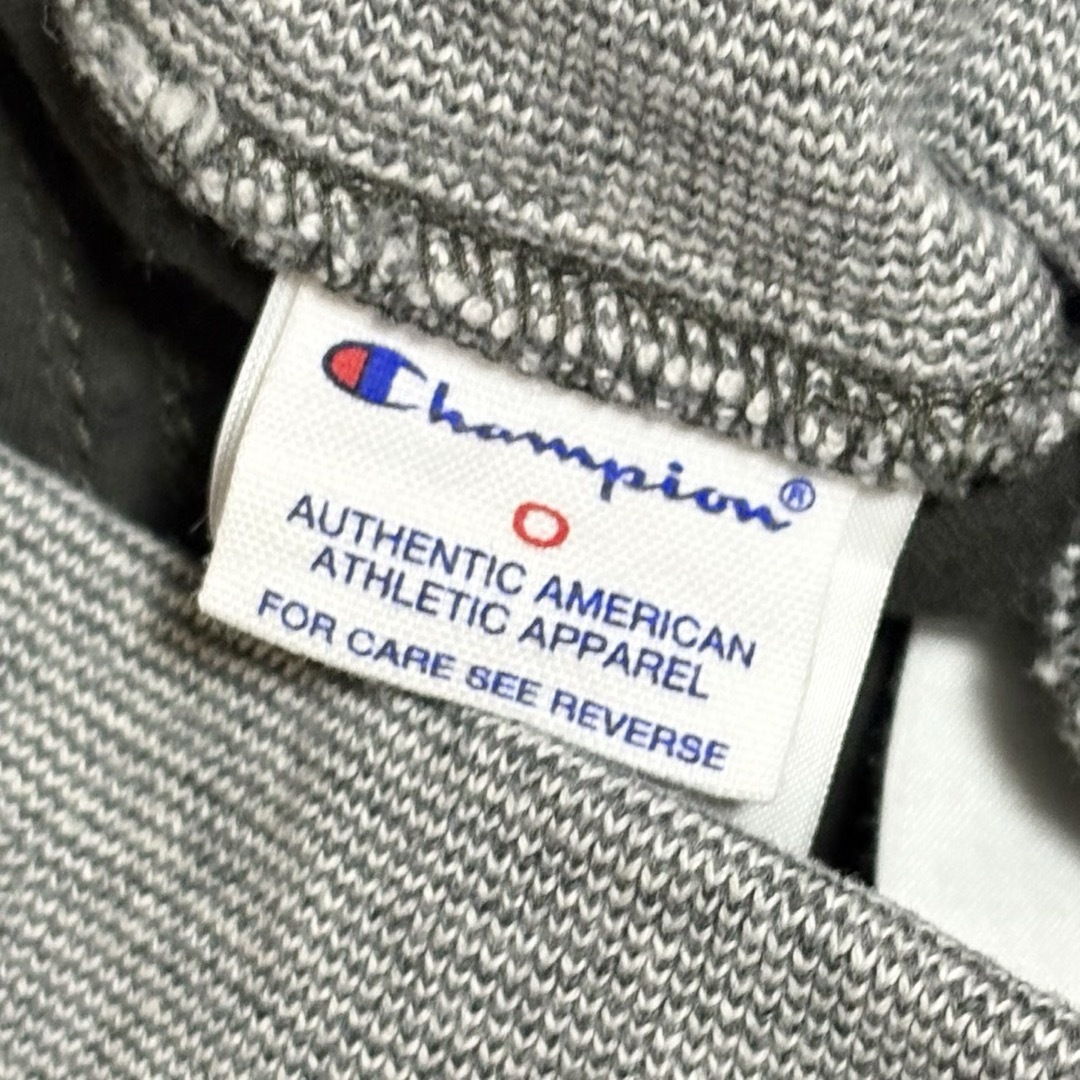 Champion®
O
AUTHENTIC AMERICAN
ATHLETIC APPAREL
FOR CARE SEE REVERSE